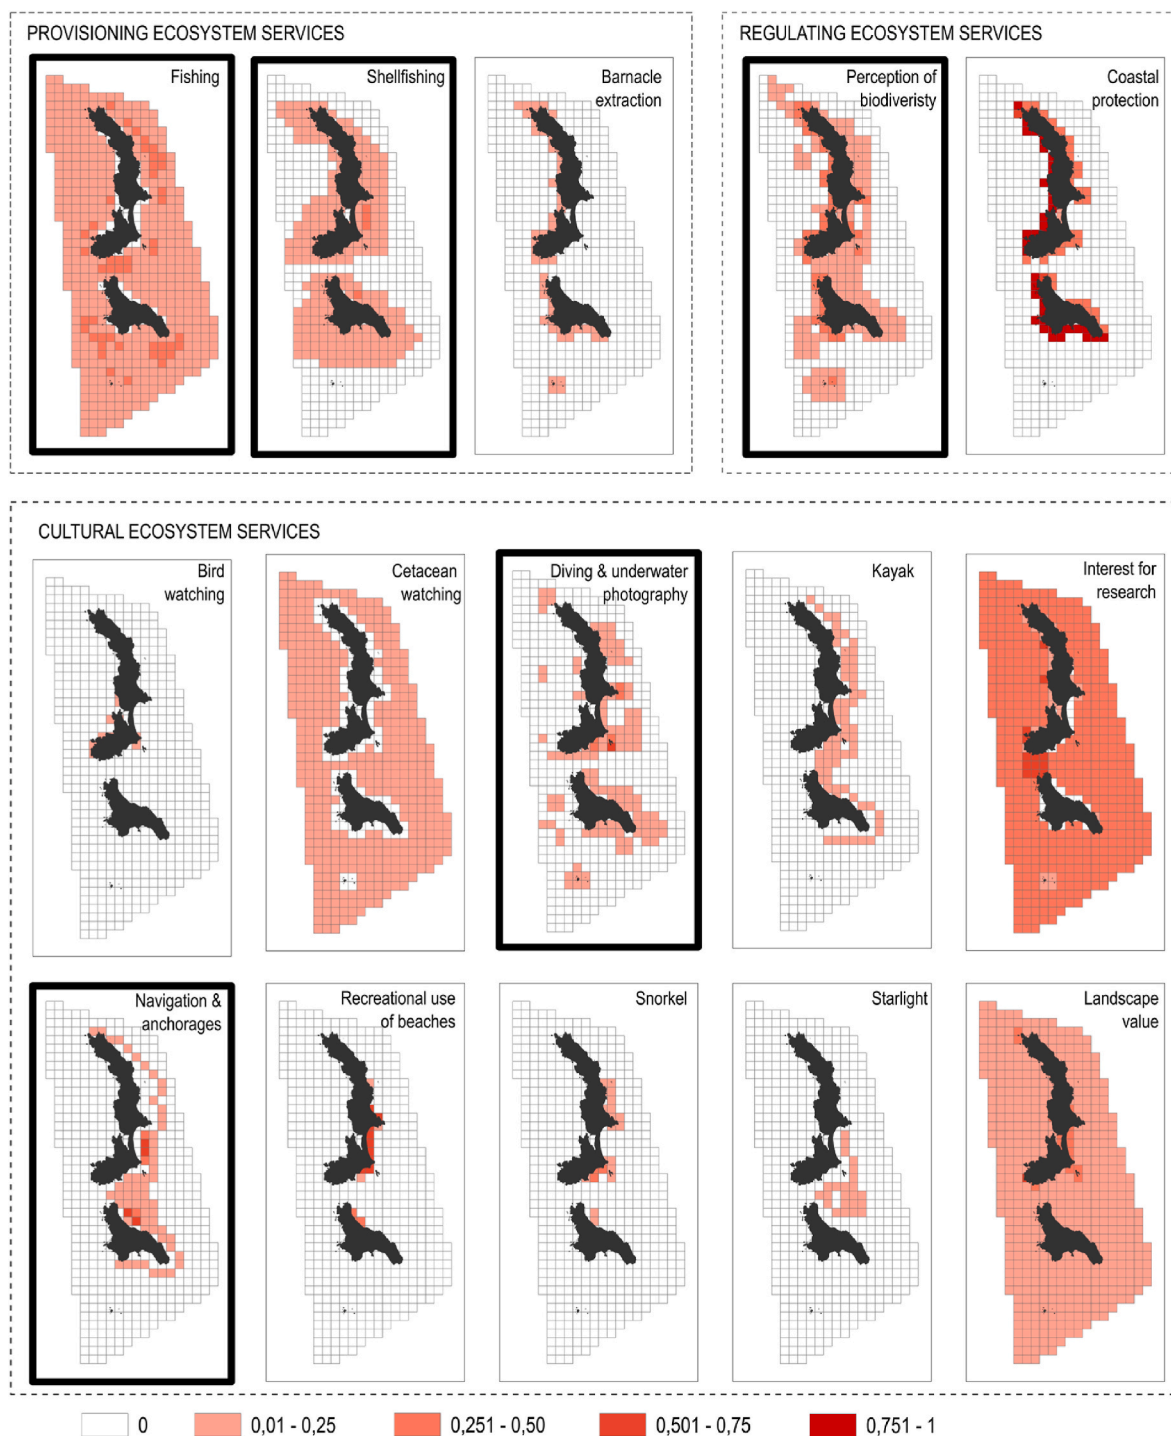 PROVISIONING ECOSYSTEM SERVICES
Fishing
Shellfishing
Barnacle
extraction
REGULATING ECOSYSTEM SERVICES
Perception of
biodiveristy
Coastal
protection
CULTURAL ECOSYSTEM SERVICES
Bird
watching
Cetacean
watching
Diving & underwater
photography
Kayak
Interest for
research
Navigation &
anchorages
Recreational use
of beaches
Snorkel
Starlight
Landscape
value
0
0,01 - 0,25
0,251 - 0,50
0,501 - 0,75
0,751 - 1